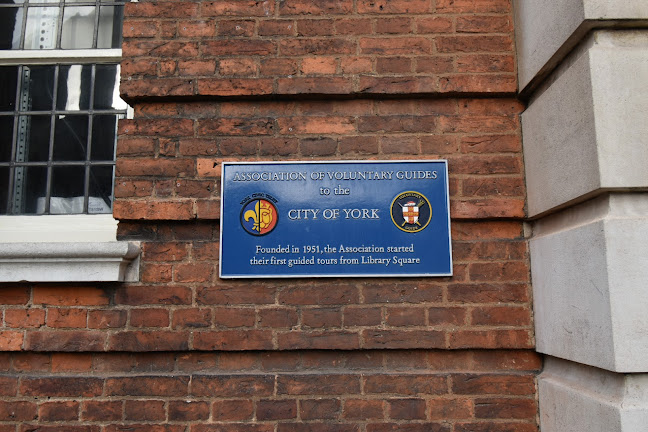 ASSOCIATION OF VOLUNTARY GUIDES
to the
CITY OF YORK
Founded in 1951, the Association started
their first guided tours from Library Square